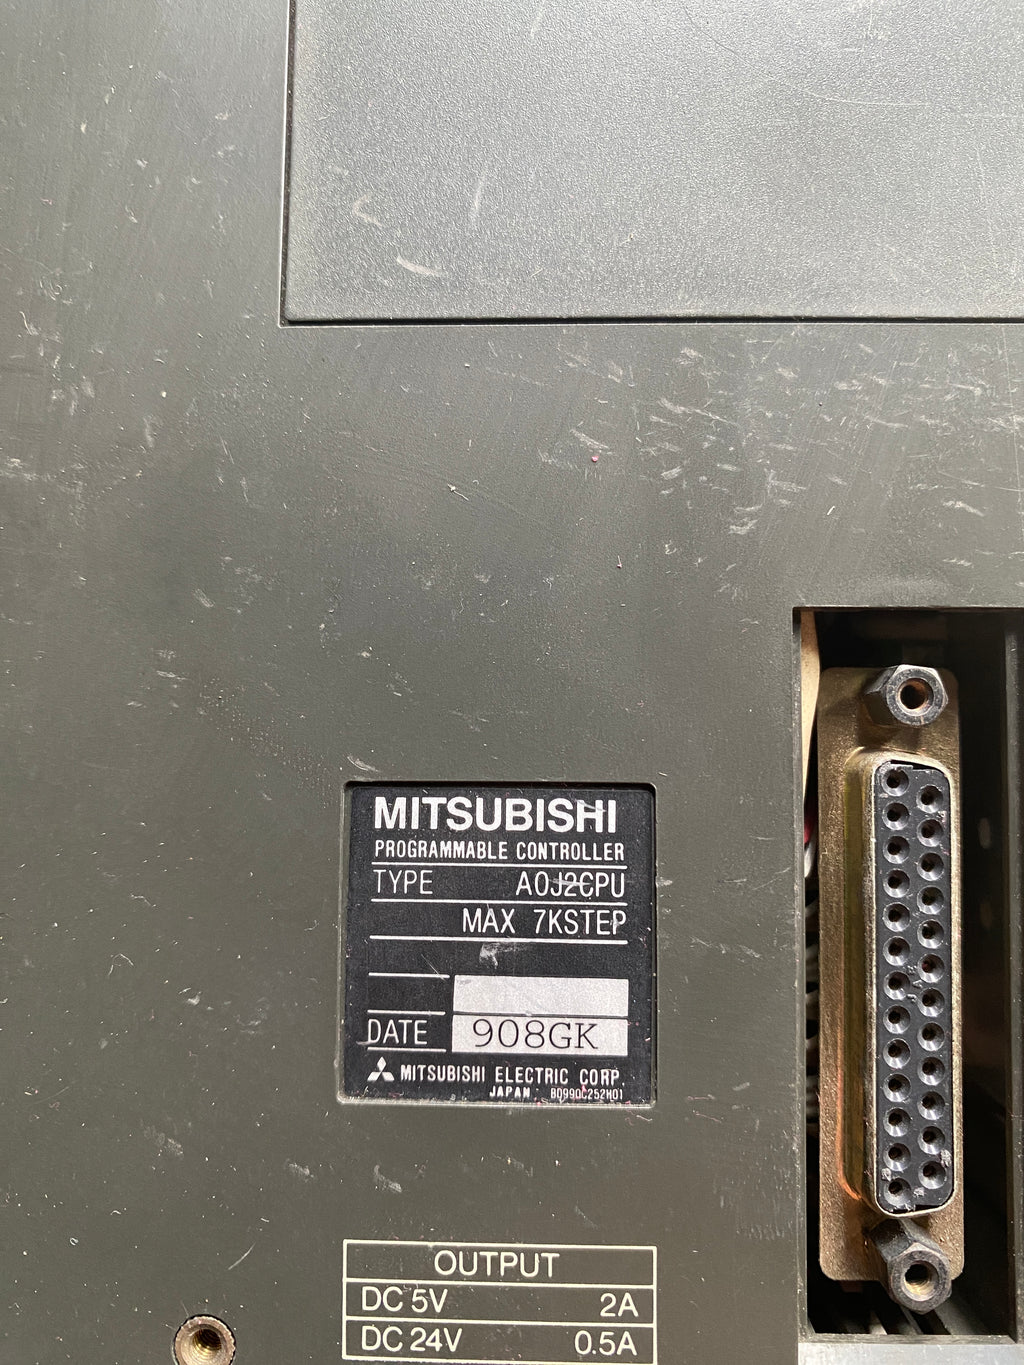 MITSUBISHI
PROGRAMMABLE CONTROLLER
TYPE A0J2CPU
MAX 7KSTEP
DATE 908GK
MITSUBISHI ELECTRIC CORP.
JAPAN BD990C252H01
OUTPUT
DC 5V 2A
DC 24V 0.5A